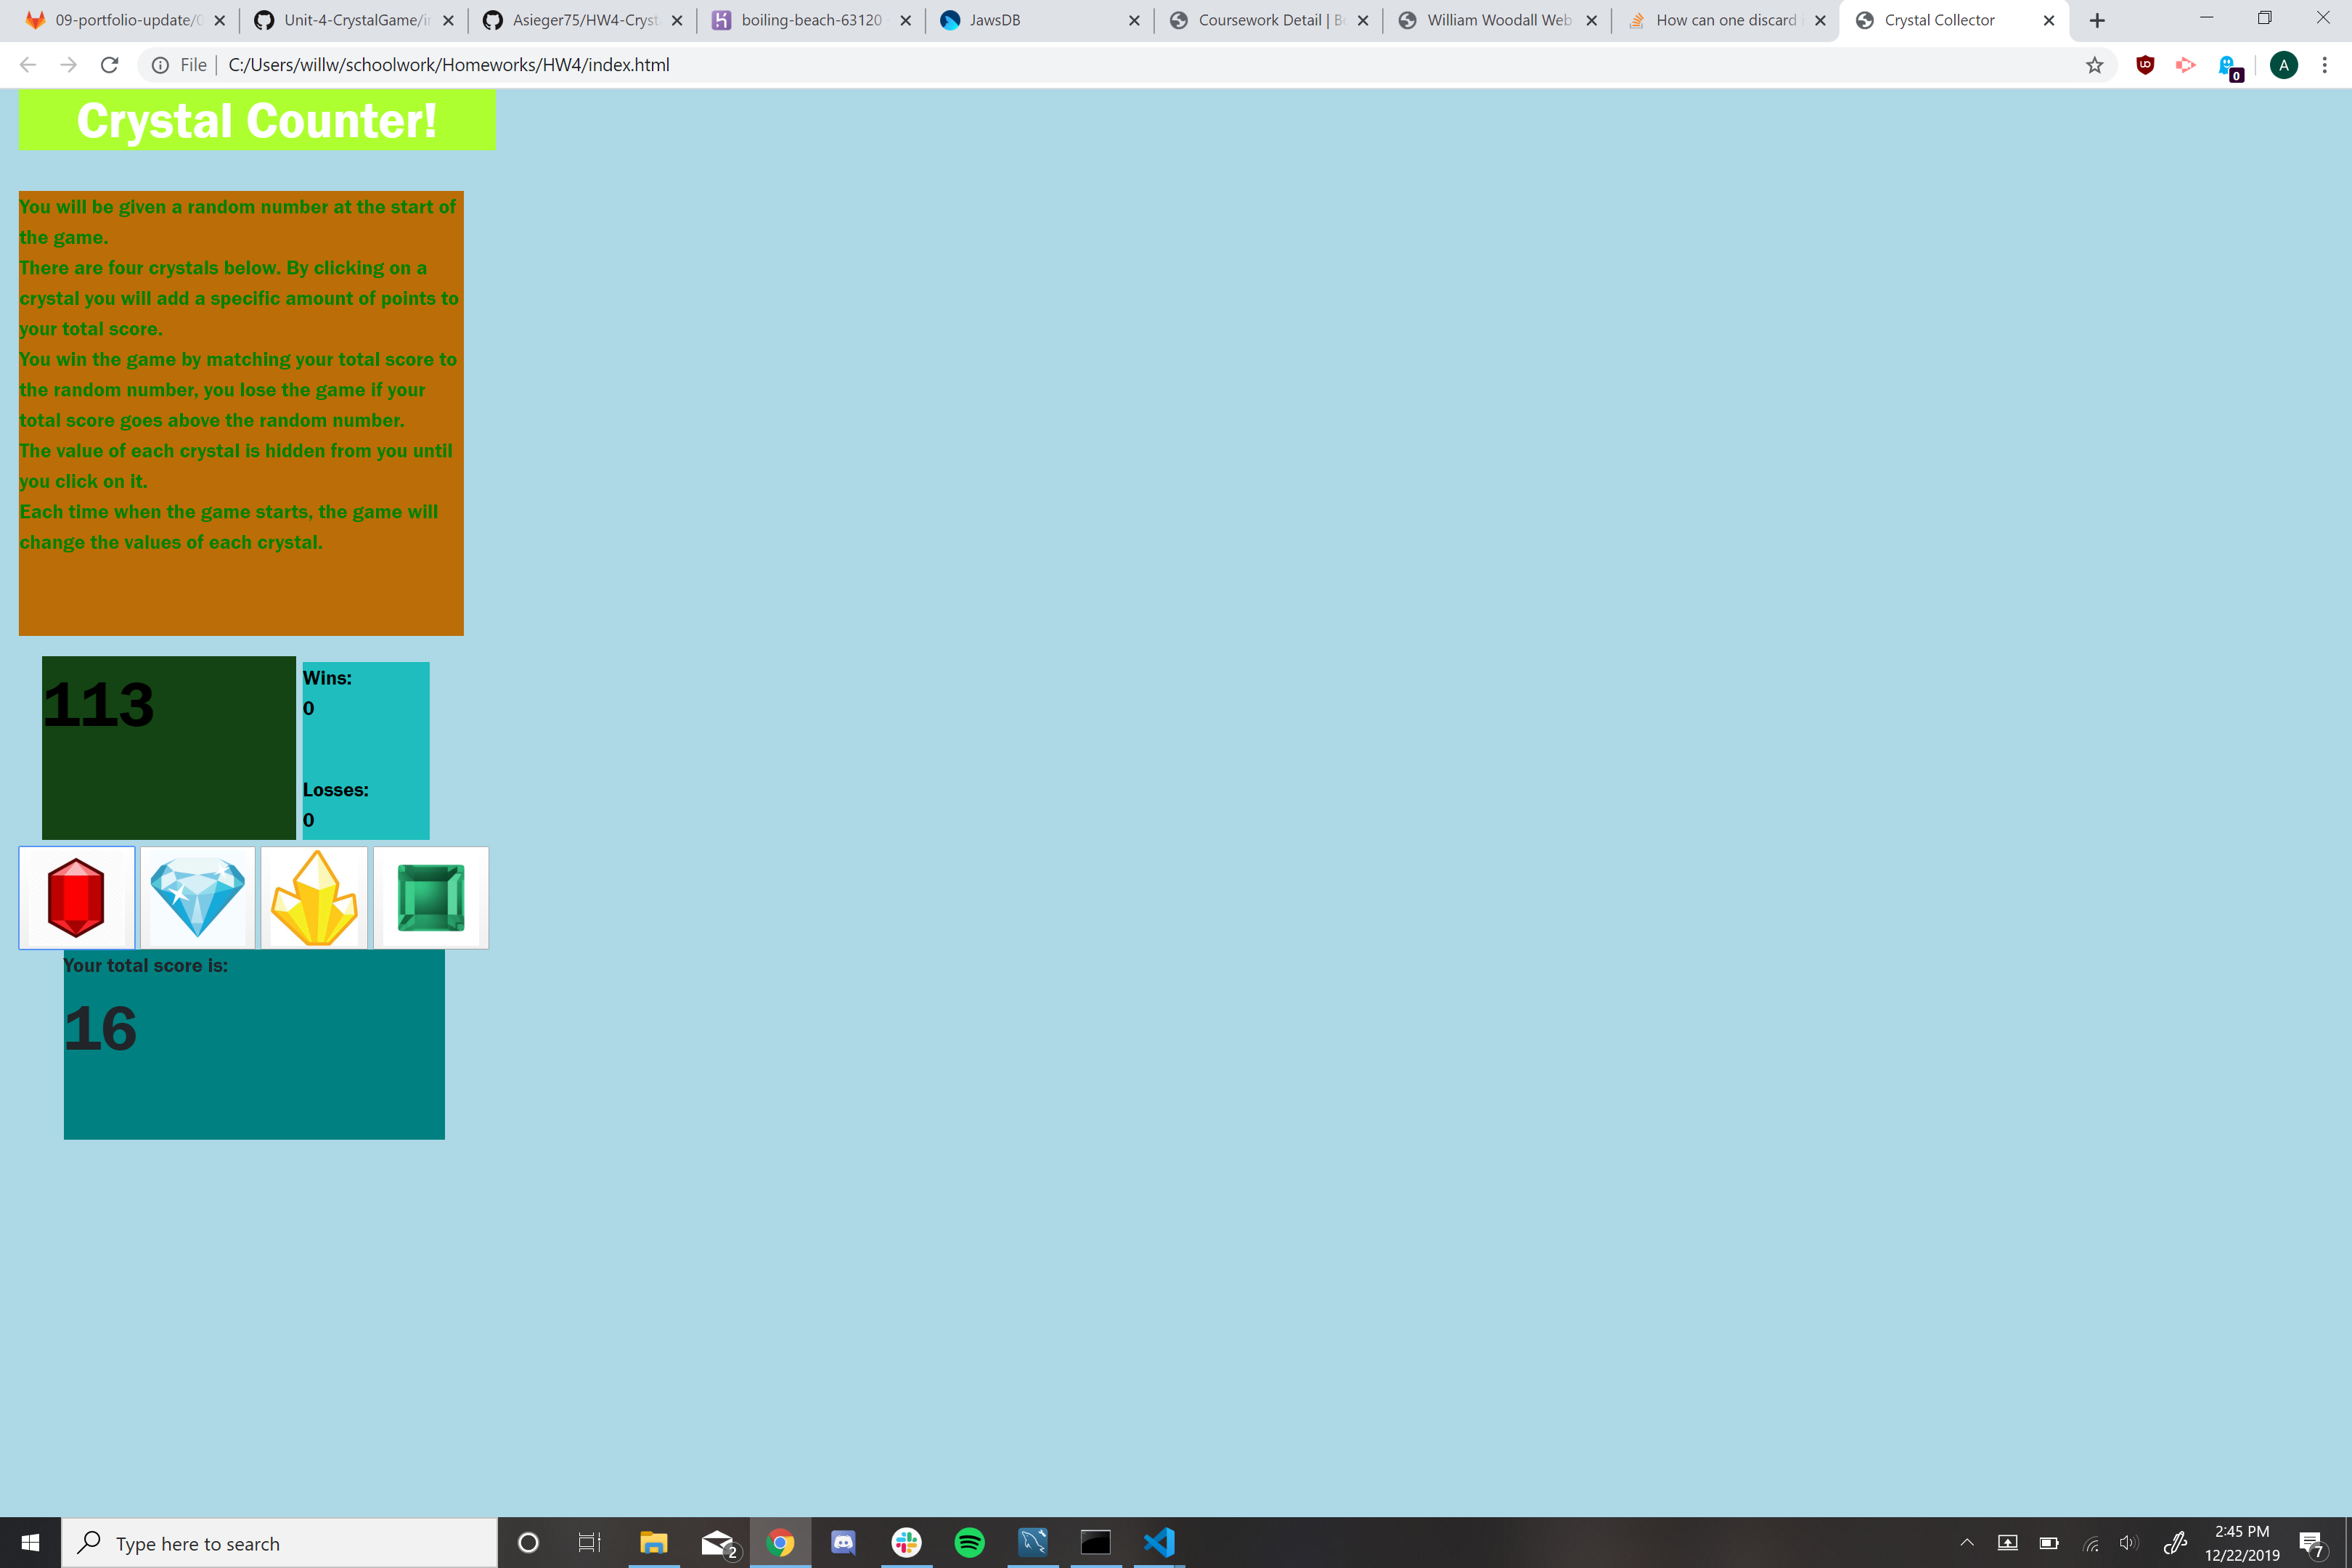 09-portfolio-update/0
Unit-4-CrystalGame/i
Asieger75/HW4-Cryst
boiling-beach-63120
JawsDB
Coursework Detail | Bo
William Woodall Web
How can one discard
Crystal Collector
File
C:/Users/willw/schoolwork/Homeworks/HW4/index.html
0
A
Crystal Counter!
You will be given a random number at the start of
the game.
There are four crystals below. By clicking on a
crystal you will add a specific amount of points to
your total score.
You win the game by matching your total score to
the random number, you lose the game if your
total score goes above the random number.
The value of each crystal is hidden from you until
you click on it.
Each time when the game starts, the game will
change the values of each crystal.
113
Wins:
0
Losses:
0
Your total score is:
16
Type here to search
2
2:45 PM
12/22/2019
7